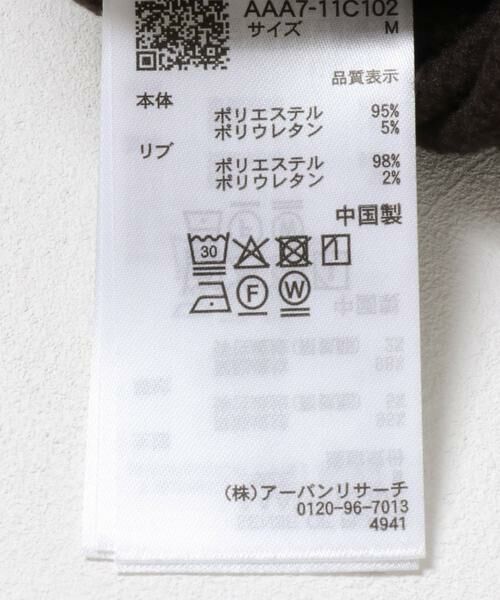 AAA7-11C102
サイズ M
品質表示
本体
ポリエステル 95%
ポリウレタン 5%
リブ
ポリエステル 98%
ポリウレタン 2%
中国製
30
F W
(株)アーバンリサーチ
0120-96-7013
4941